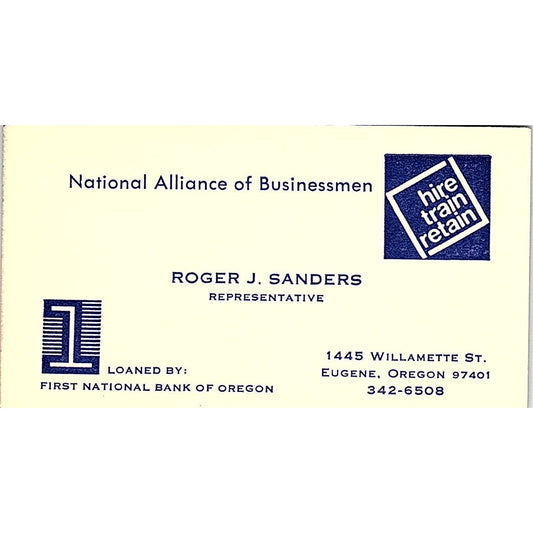 National Alliance of Businessmen
hire
train
retain
ROGER J. SANDERS
REPRESENTATIVE
1
LOANED BY:
FIRST NATIONAL BANK OF OREGON
1445 WILLAMETTE ST.
EUGENE, OREGON 97401
342-6508